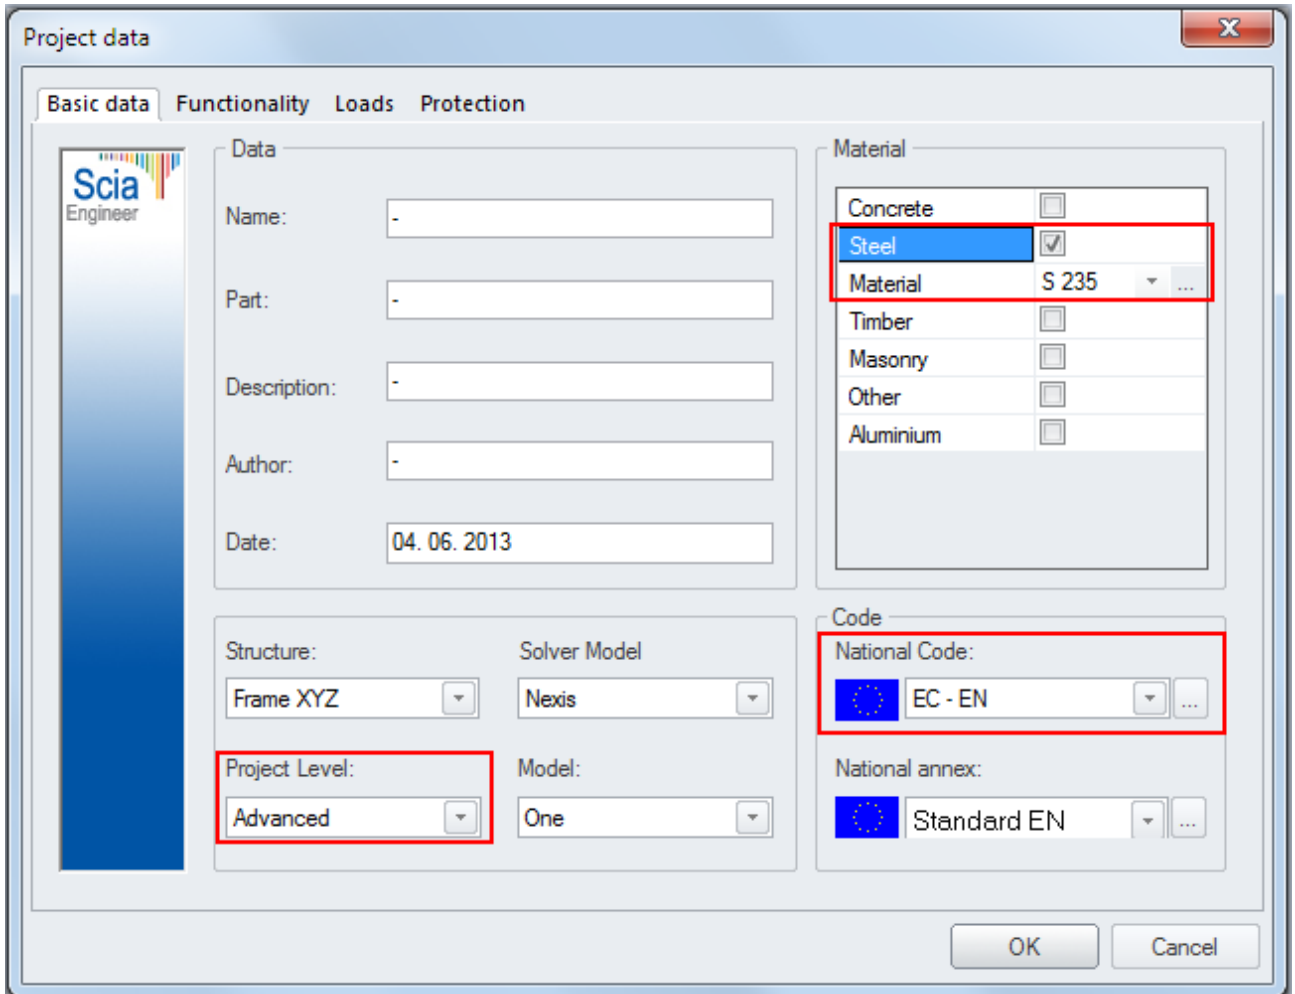 Project data
Basic data Functionality Loads Protection
Scia
Engineer
Data
Name: -
Part: -
Description: -
Author: -
Date: 04. 06. 2013
Material
Concrete
Steel
Material S 235 ...
Timber
Masonry
Other
Aluminium
Structure: Solver Model
Frame XYZ Nexis
Project Level: Model:
Advanced One
Code
National Code:
EC - EN ...
National annex:
Standard EN ...
OK Cancel